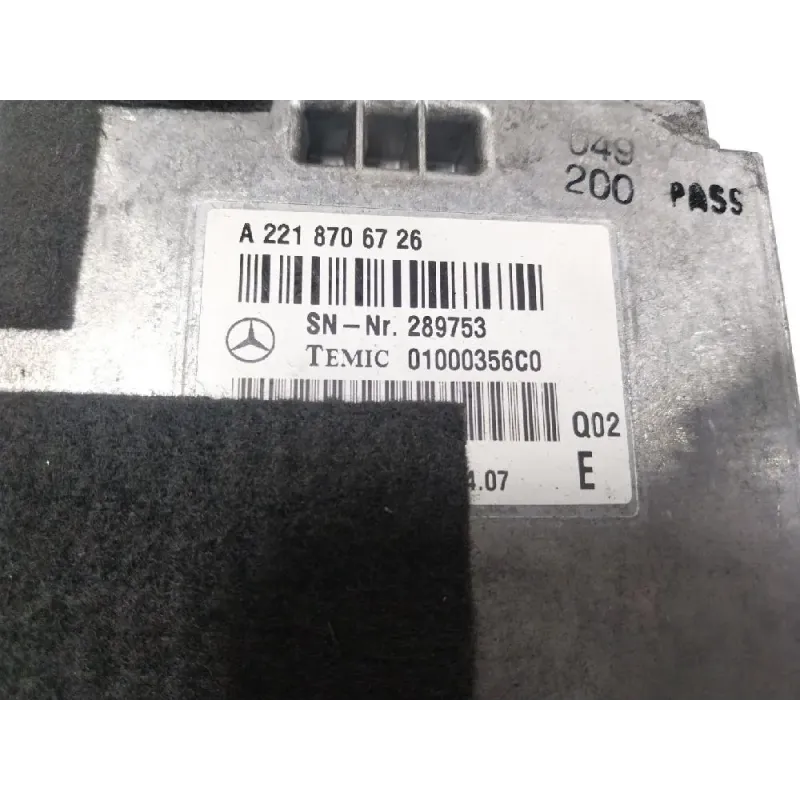 049
200 PASS
A 221 870 67 26
SN-Nr. 289753
TEMIC 01000356C0
Q02
4.07 E